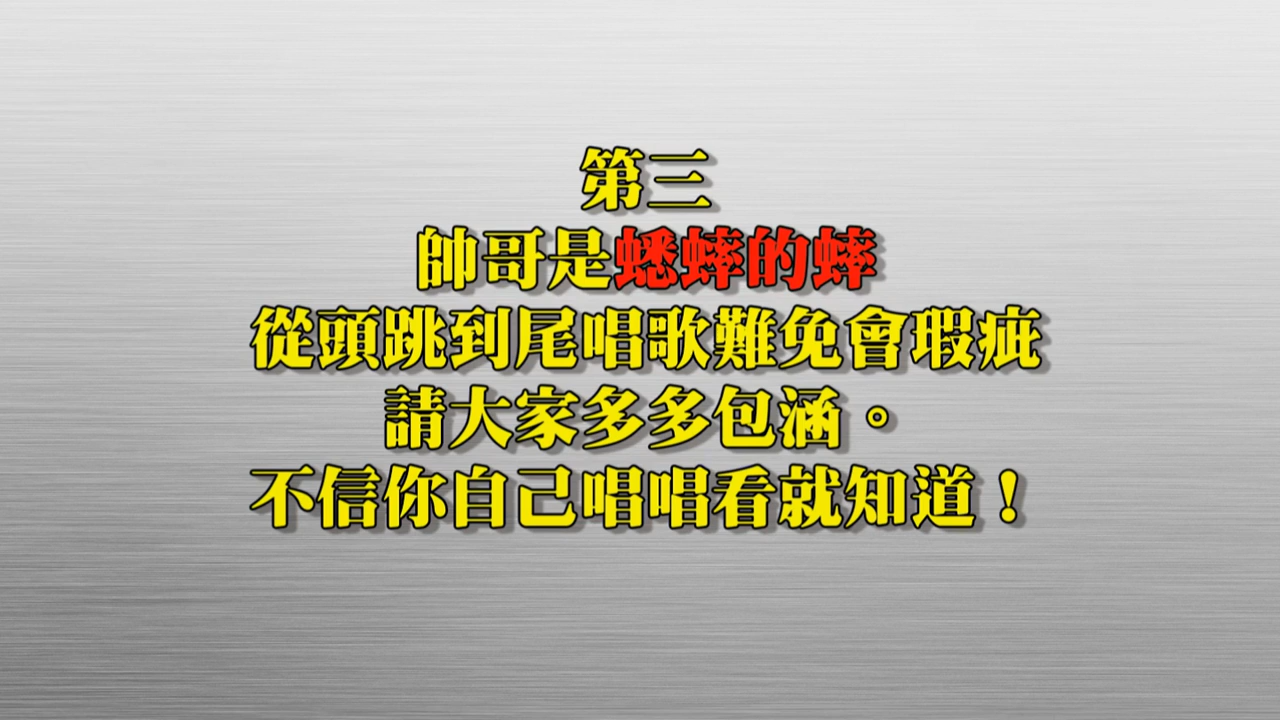 第三
帥哥是蟋蟀的蟀
從頭跳到尾唱歌難免會瑕疵
請大家多多包涵。
不信你自己唱唱看就知道！